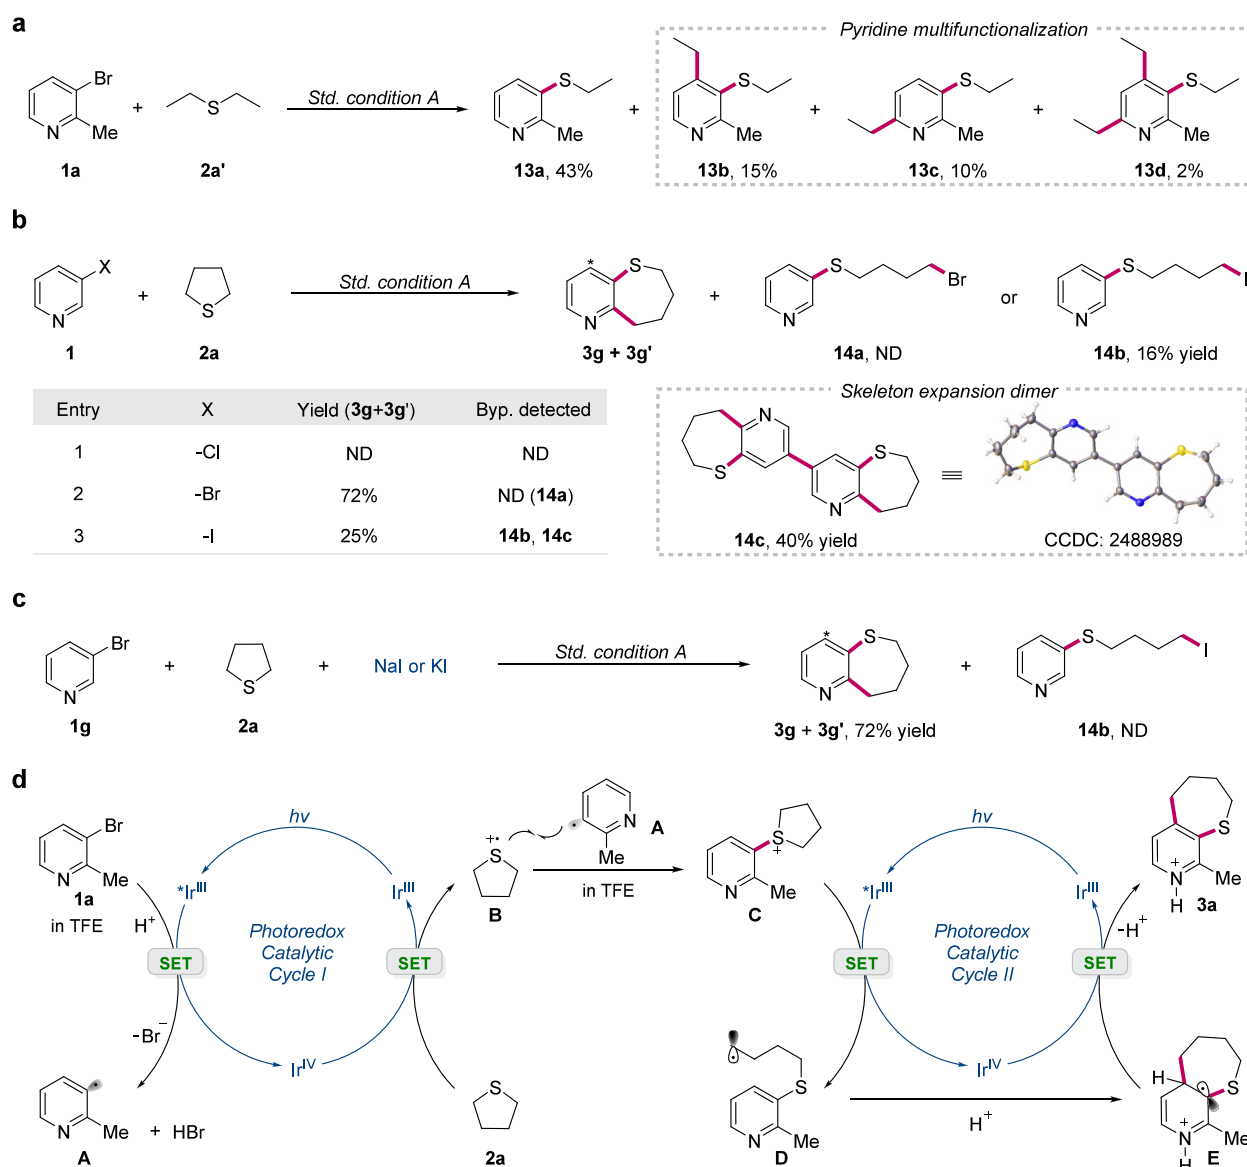 a
Pyridine multifunctionalization
Br
N
Me
1a
+
S
2a'
Std. condition A
S
N
Me
13a, 43%
+
S
N
Me
13b, 15%
+
S
N
Me
13c, 10%
+
S
N
Me
13d, 2%
b
X
N
1
+
S
2a
Std. condition A
*
S
N
3g + 3g'
+
S
Br
N
14a, ND
or
S
I
N
14b, 16% yield
Entry X Yield (3g+3g') Byp. detected
1 -Cl ND ND
2 -Br 72% ND (14a)
3 -I 25% 14b, 14c
Skeleton expansion dimer
N
S
S
N
14c, 40% yield
≡
CCDC: 2488989
c
Br
N
1g
+
S
2a
+
NaI or KI
Std. condition A
*
S
N
3g + 3g', 72% yield
+
S
I
N
14b, ND
d
Br
N
Me
1a
in TFE
H+
hv
*IrIII
IrIII
Photoredox
Catalytic
Cycle I
SET
SET
-Br−
IrIV
N
Me
A
+ HBr
S
2a
+•
S
B
N
Me
A
in TFE
S
+
N
Me
C
hv
*IrIII
IrIII
Photoredox
Catalytic
Cycle II
SET
SET
IrIV
S
N
Me
D
H+
H
S
+
N
H
Me
E
-H+
S
+
N
H
Me
3a